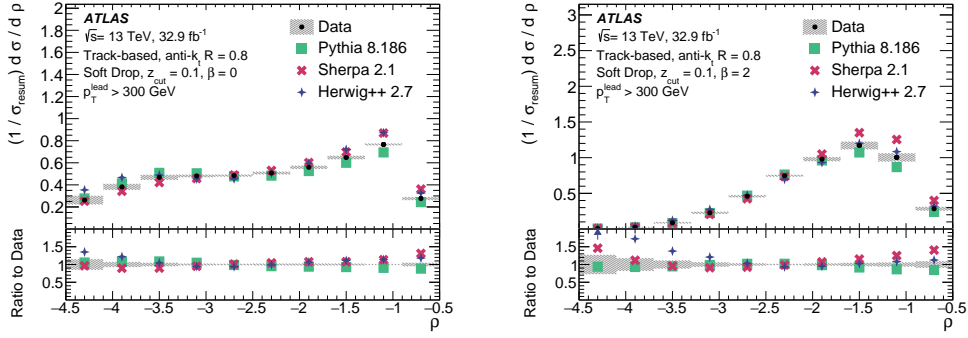 (1 / σresum) d σ / d ρ
ATLAS
√s= 13 TeV, 32.9 fb-1
Track-based, anti-kt R = 0.8
Soft Drop, zcut = 0.1, β = 0
pTlead > 300 GeV
Data
Pythia 8.186
Sherpa 2.1
Herwig++ 2.7
2
1.8
1.6
1.4
1.2
1
0.8
0.6
0.4
0.2
Ratio to Data
1.5
1
0.5
−4.5 −4 −3.5 −3 −2.5 −2 −1.5 −1 −0.5
ρ
(1 / σresum) d σ / d ρ
ATLAS
√s= 13 TeV, 32.9 fb-1
Track-based, anti-kt R = 0.8
Soft Drop, zcut = 0.1, β = 2
pTlead > 300 GeV
Data
Pythia 8.186
Sherpa 2.1
Herwig++ 2.7
3
2.5
2
1.5
1
0.5
Ratio to Data
1.5
1
0.5
−4.5 −4 −3.5 −3 −2.5 −2 −1.5 −1 −0.5
ρ